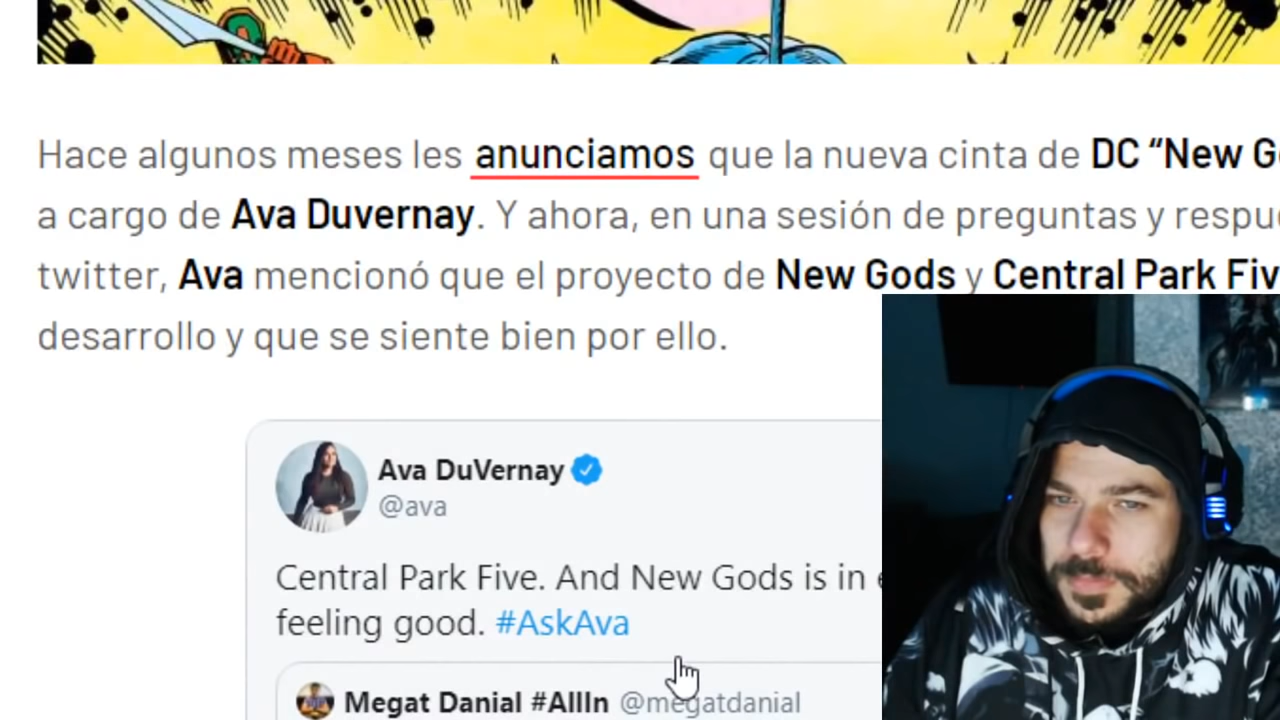 Hace algunos meses les anunciamos que la nueva cinta de DC “New
a cargo de Ava Duvernay. Y ahora, en una sesión de preguntas y
twitter, Ava mencionó que el proyecto de New Gods y Central Park
desarrollo y que se siente bien por ello.
Ava DuVernay
@ava
Central Park Five. And New Gods is in
feeling good. #AskAva
Megat Danial #AllIn @megatdanial